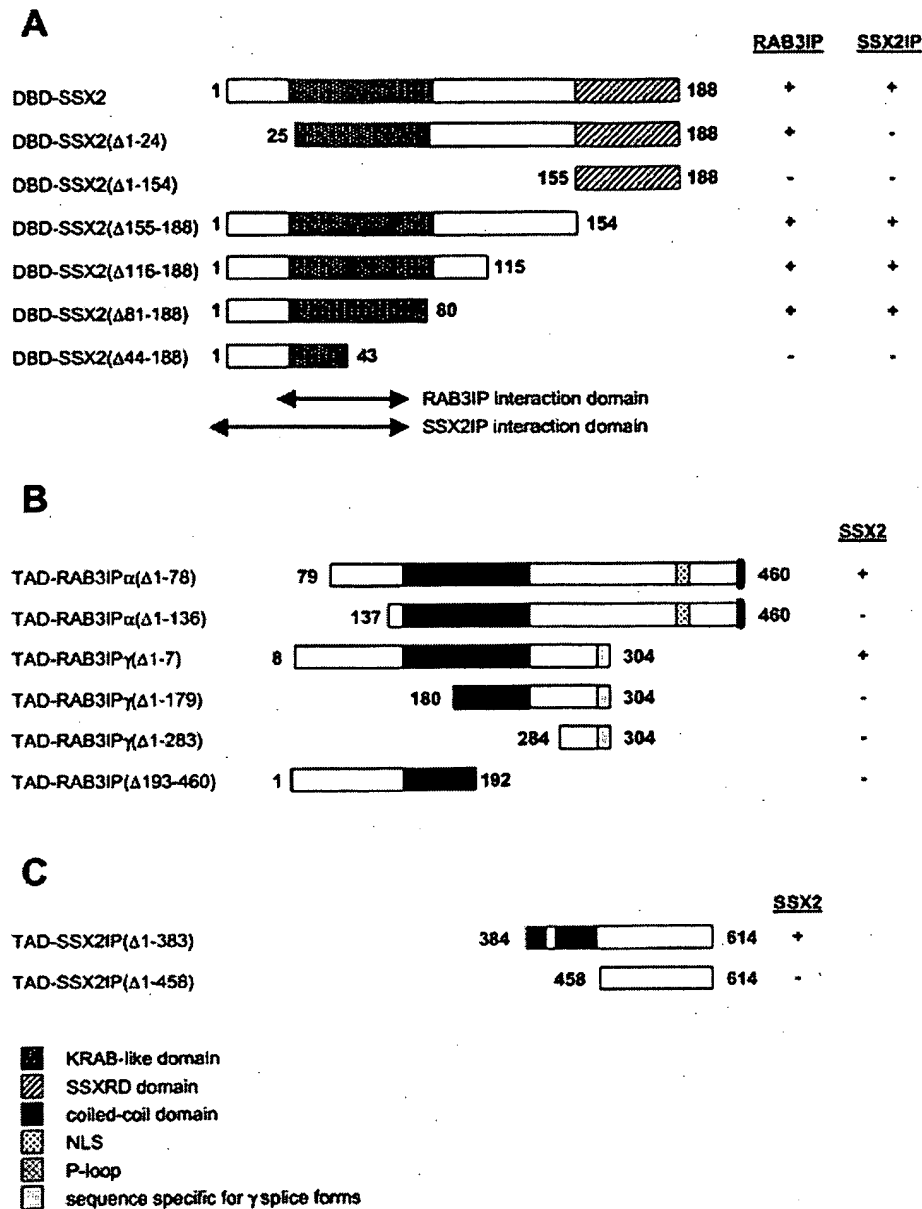 A
RAB3IP SSX2IP
DBD-SSX2 1 188 + +
DBD-SSX2(Δ1-24) 25 188 + -
DBD-SSX2(Δ1-154) 155 188 - -
DBD-SSX2(Δ155-188) 1 154 + +
DBD-SSX2(Δ116-188) 1 115 + +
DBD-SSX2(Δ81-188) 1 80 + +
DBD-SSX2(Δ44-188) 1 43 - -
RAB3IP interaction domain
SSX2IP interaction domain
B
SSX2
TAD-RAB3IPα(Δ1-78) 79 460 +
TAD-RAB3IPα(Δ1-136) 137 460 -
TAD-RAB3IPγ(Δ1-7) 8 304 +
TAD-RAB3IPγ(Δ1-179) 180 304 -
TAD-RAB3IPγ(Δ1-283) 284 304 -
TAD-RAB3IP(Δ193-460) 1 192 -
C
SSX2
TAD-SSX2IP(Δ1-383) 384 614 +
TAD-SSX2IP(Δ1-458) 458 614 -
KRAB-like domain
SSXRD domain
coiled-coil domain
NLS
P-loop
sequence specific for γ splice forms